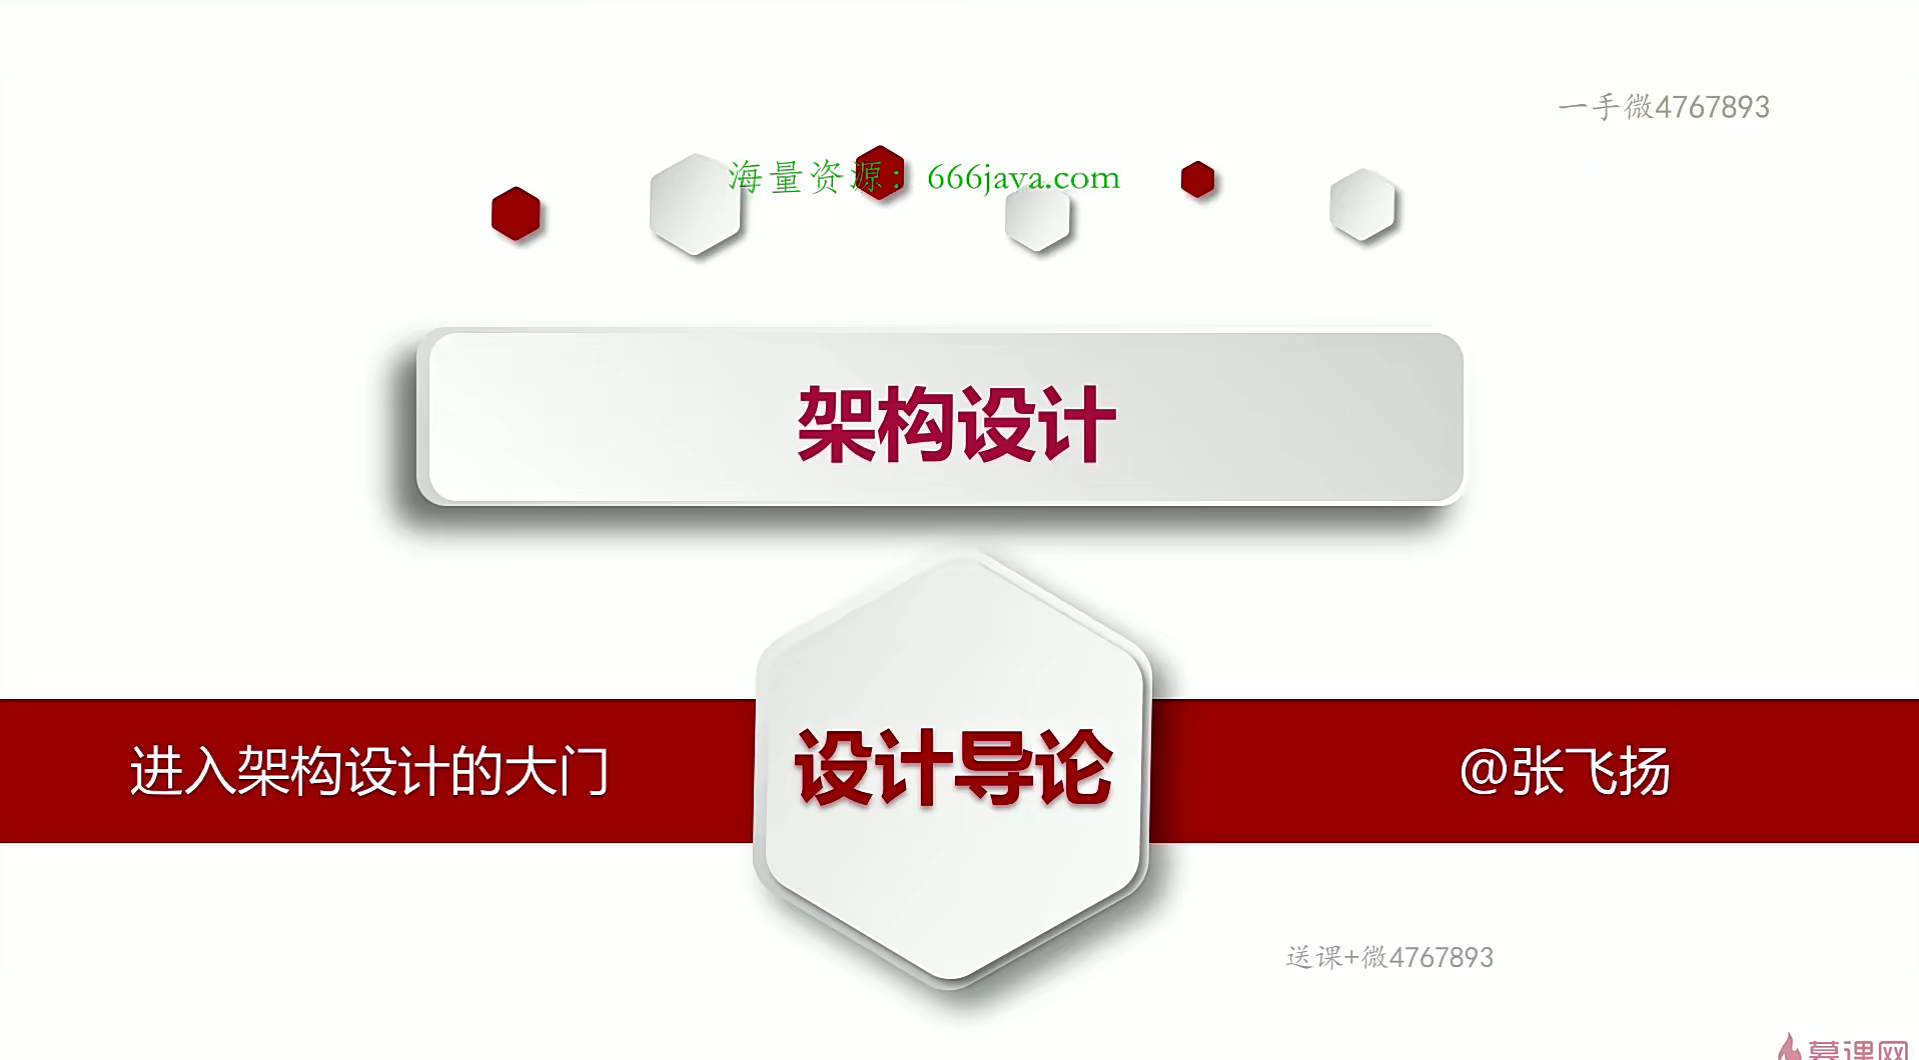 一手微4767893
海量资源：666java.com
架构设计
设计导论
进入架构设计的大门
@张飞扬
送课+微4767893
慕课网